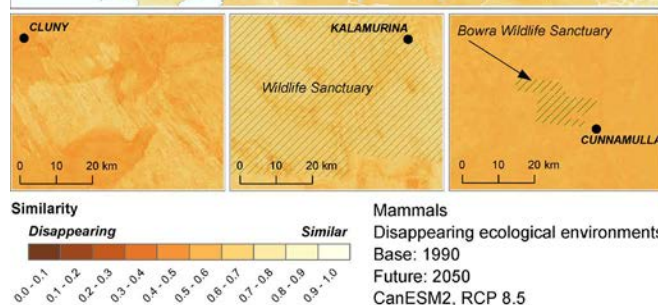 CLUNY
0 10 20 km
KALAMURINA
Wildlife Sanctuary
0 10 20 km
Bowra Wildlife Sanctuary
CUNNAMULLA
0 10 20 km
Similarity
Disappearing Similar
0.0-0.1 0.1-0.2 0.2-0.3 0.3-0.4 0.4-0.5 0.5-0.6 0.6-0.7 0.7-0.8 0.8-0.9 0.9-1.0
Mammals
Disappearing ecological environments
Base: 1990
Future: 2050
CanESM2, RCP 8.5